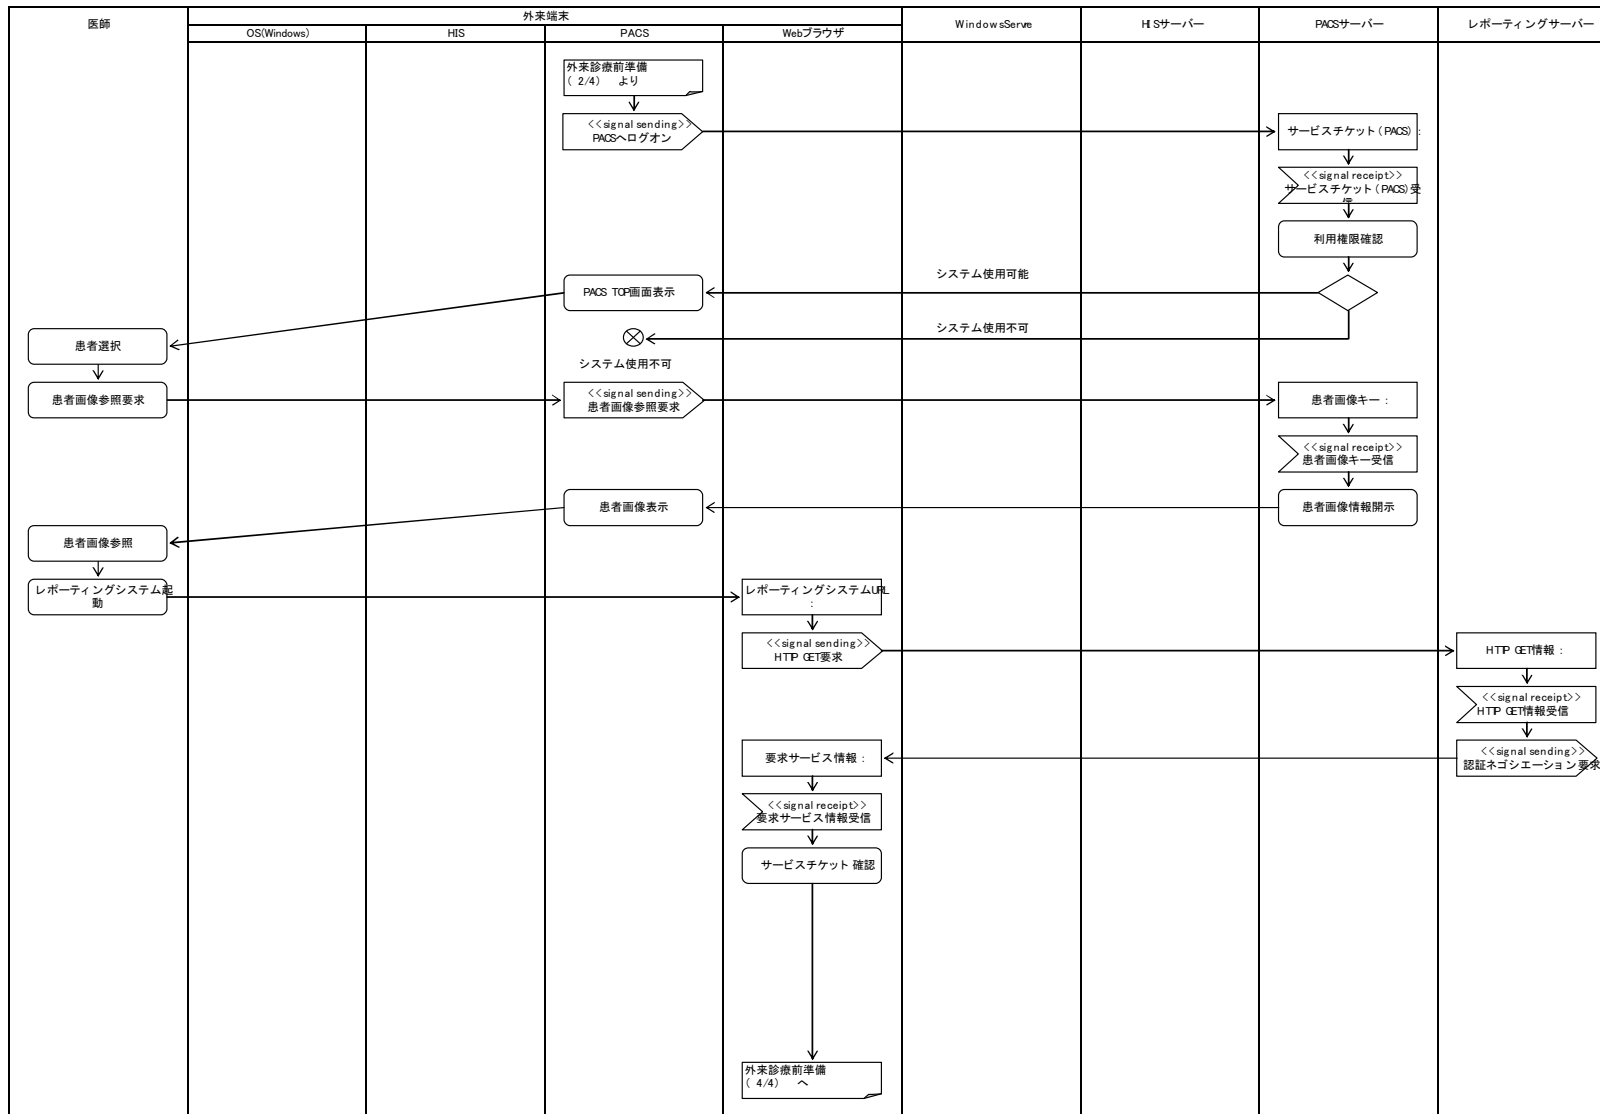 医師
外来端末
OS(Windows)
HIS
PACS
Webブラウザ
WindowsServre
HISサーバー
PACSサーバー
レポーティングサーバー
外来診療前準備
( 2/4) より
<<signal sending>>
PACSへログオン
サービスチケット(PACS) :
<<signal receipt>>
サービスチケット(PACS)受
信
利用権限確認
システム使用可能
PACS TOP画面表示
システム使用不可
システム使用不可
患者選択
患者画像参照要求
<<signal sending>>
患者画像参照要求
患者画像キー :
<<signal receipt>>
患者画像キー受信
患者画像表示
患者画像情報開示
患者画像参照
レポーティングシステム起
動
レポーティングシステムURL
:
<<signal sending>>
HTTP GET要求
HTTP GET情報 :
<<signal receipt>>
HTTP GET情報受信
要求サービス情報 :
<<signal sending>>
認証ネゴシエーション要求
<<signal receipt>>
要求サービス情報受信
サービスチケット 確認
外来診療前準備
( 4/4) へ